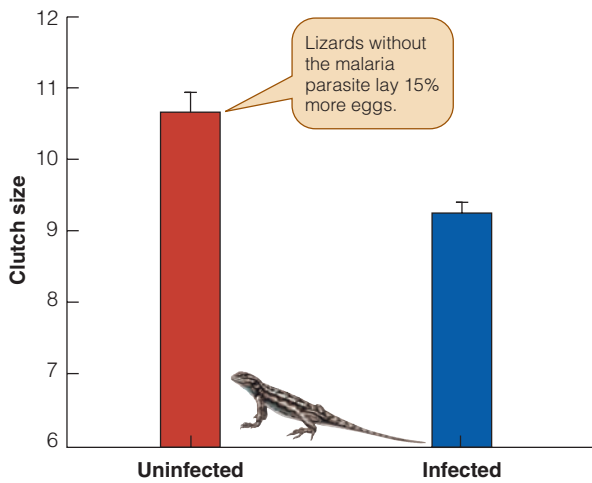 12
11
10
9
8
7
6
Clutch size
Lizards without
the malaria
parasite lay 15%
more eggs.
Uninfected
Infected